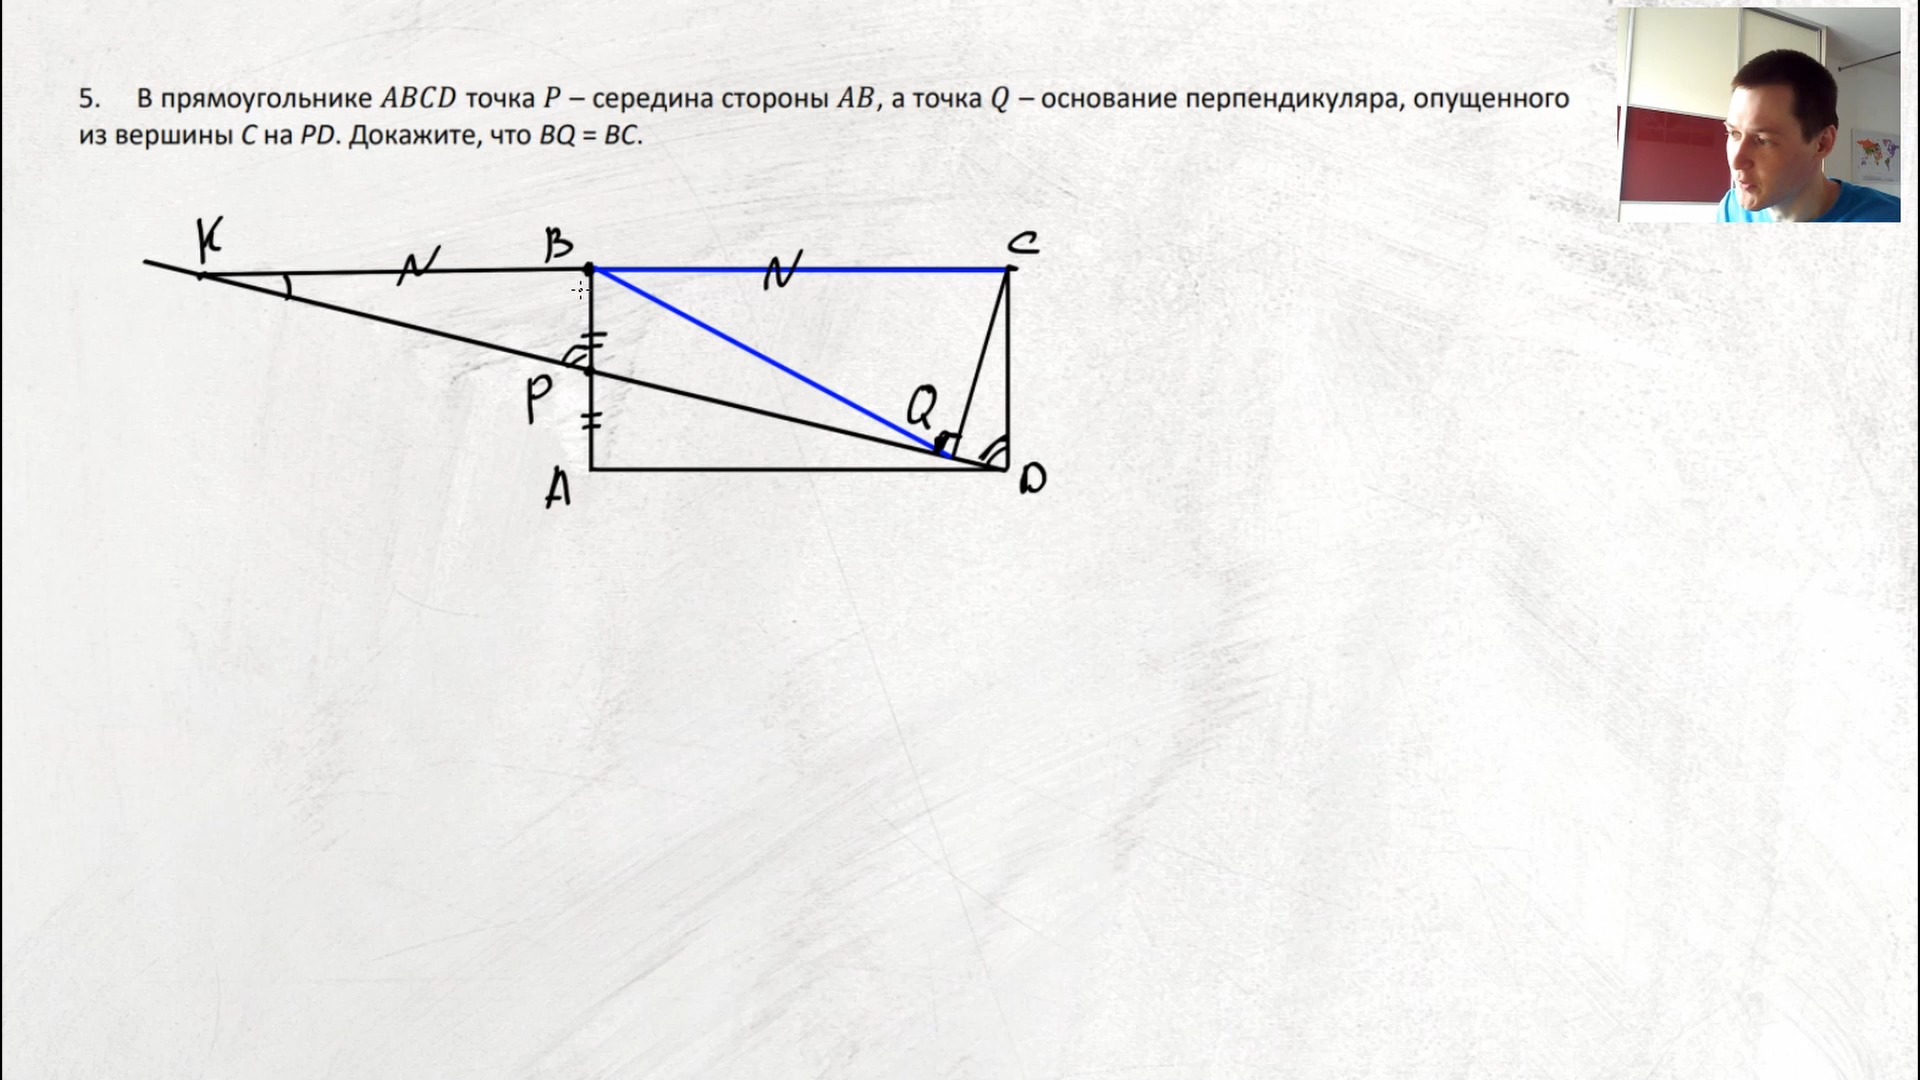 5. В прямоугольнике ABCD точка P – середина стороны AB, а точка Q – основание перпендикуляра, опущенного
из вершины C на PD. Докажите, что BQ = BC.
K B C
P Q
A D